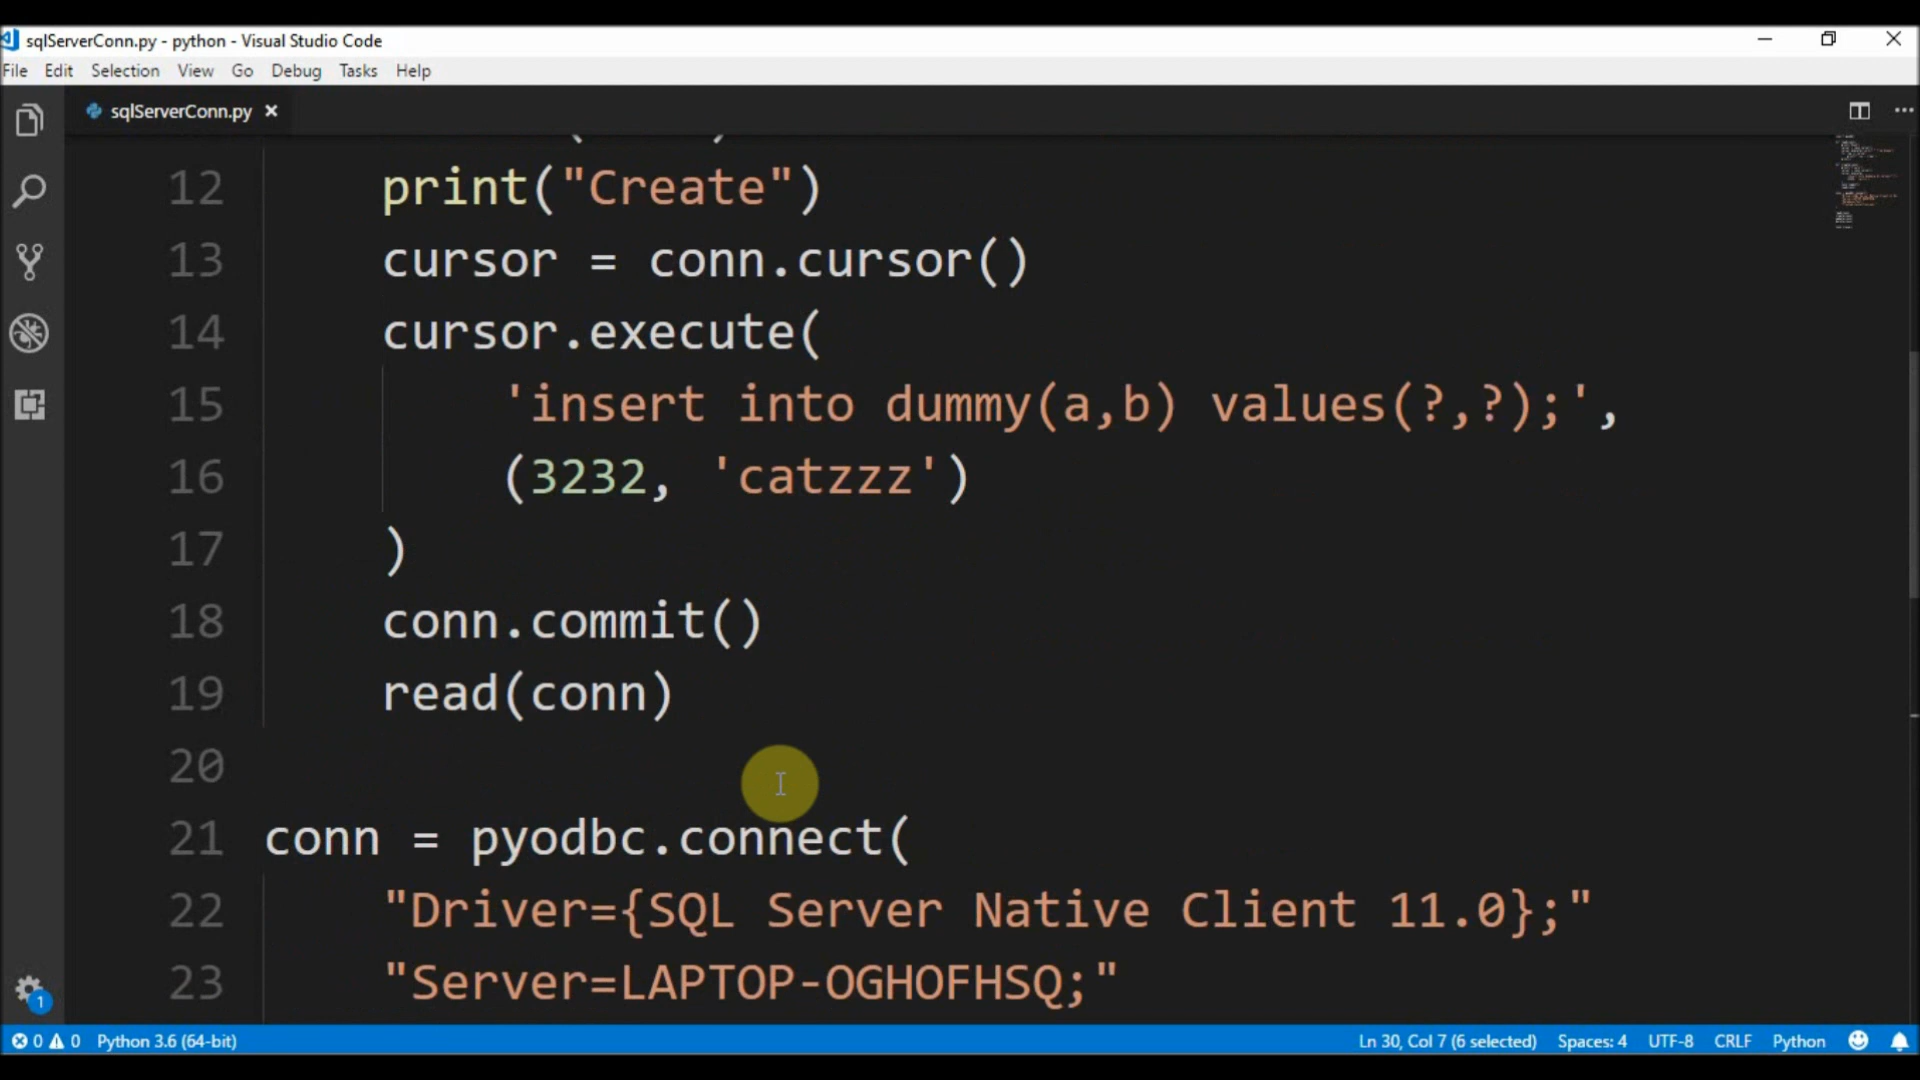 sqlServerConn.py - python - Visual Studio Code
File Edit Selection View Go Debug Tasks Help
sqlServerConn.py
12 print("Create")
13 cursor = conn.cursor()
14 cursor.execute(
15 'insert into dummy(a,b) values(?,?);',
16 (3232, 'catzzz')
17 )
18 conn.commit()
19 read(conn)
20
21 conn = pyodbc.connect(
22 "Driver={SQL Server Native Client 11.0};"
23 "Server=LAPTOP-OGHOFHSQ;"
1
0 0 Python 3.6 (64-bit) Ln 30, Col 7 (6 selected) Spaces: 4 UTF-8 CRLF Python